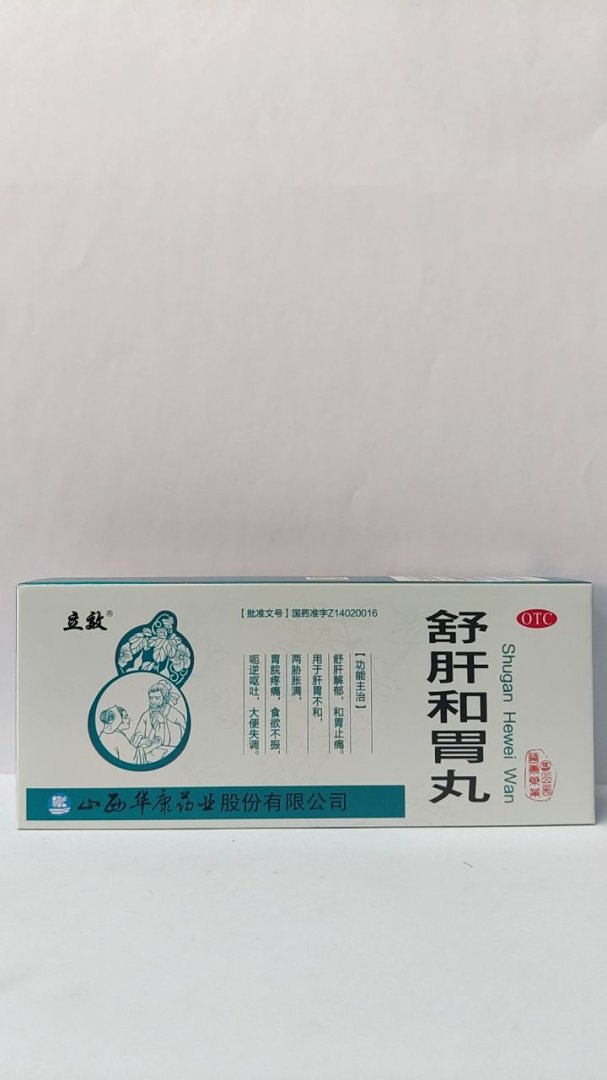 立效®
【批准文号】国药准字Z14020016
【功能主治】
舒肝解郁，和胃止痛。
用于肝胃不和，
两胁胀满，
胃脘疼痛，食欲不振，
呃逆呕吐，大便失调。
舒肝和胃丸
Shugan Hewei Wan
OTC
山西华康药业股份有限公司